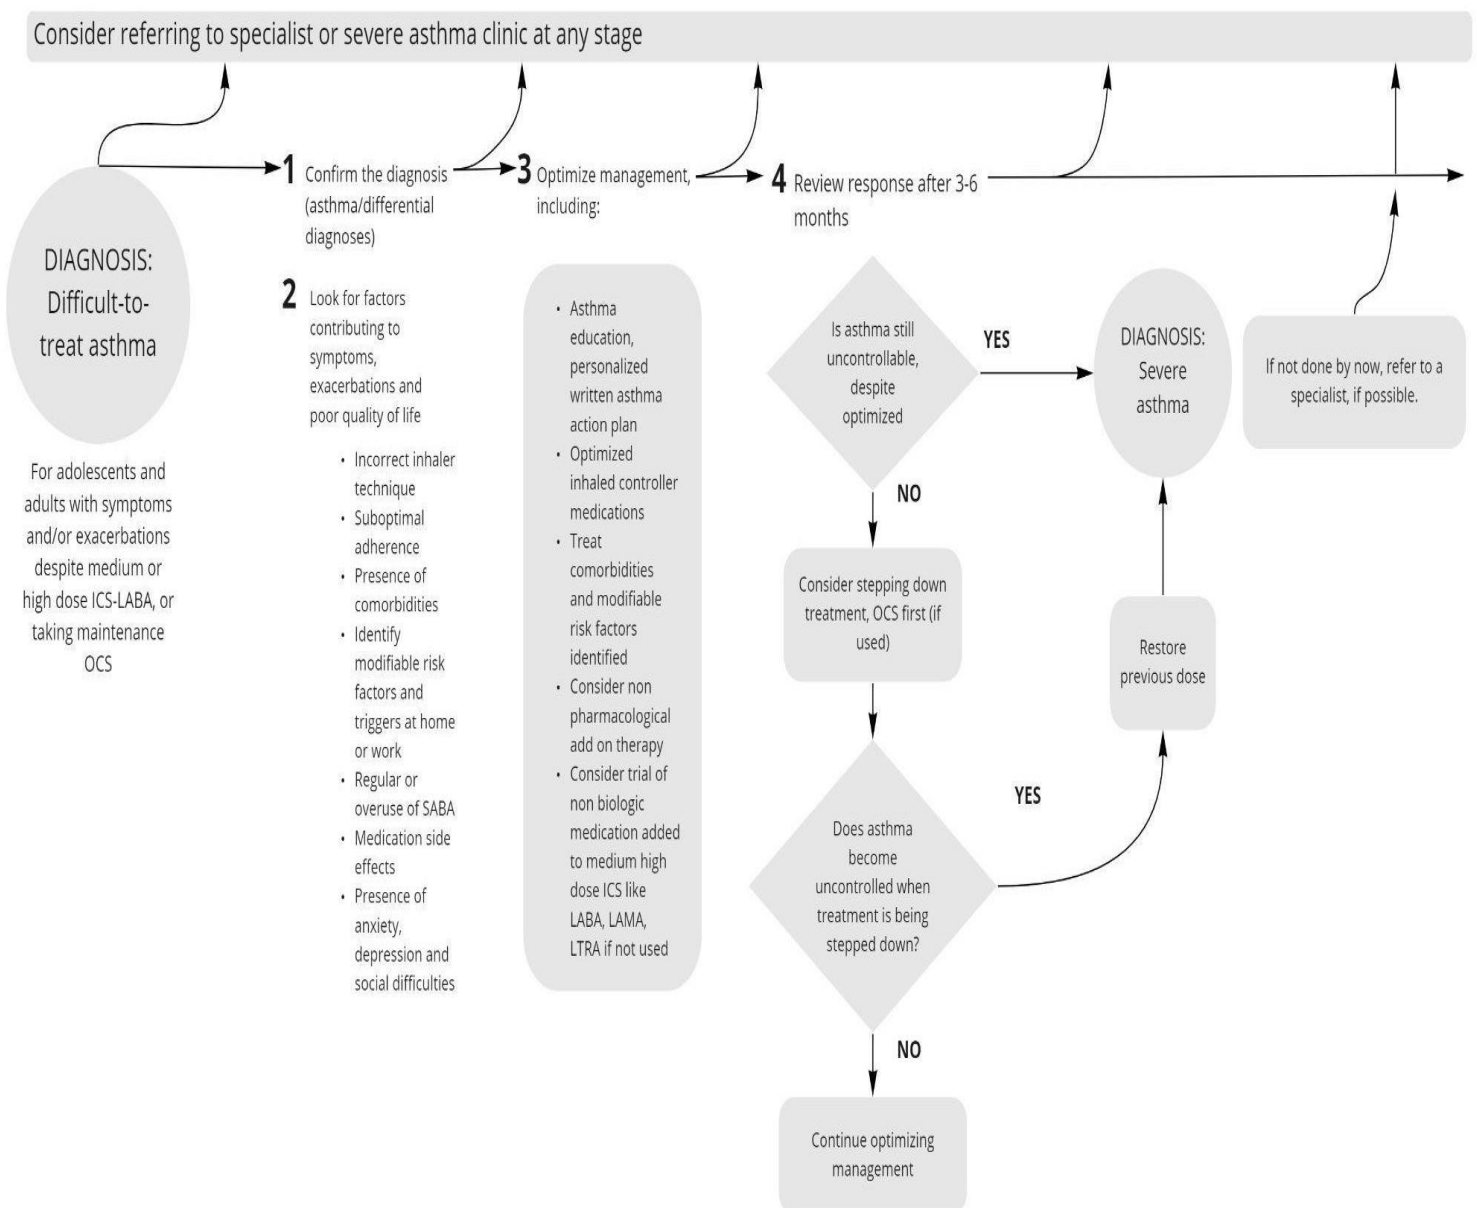 Consider referring to specialist or severe asthma clinic at any stage
DIAGNOSIS:
Difficult-to-
treat asthma
For adolescents and
adults with symptoms
and/or exacerbations
despite medium or
high dose ICS-LABA, or
taking maintenance
OCS
1 Confirm the diagnosis
(asthma/differential
diagnoses)
2 Look for factors
contributing to
symptoms,
exacerbations and
poor quality of life
• Incorrect inhaler
technique
• Suboptimal
adherence
• Presence of
comorbidities
• Identify
modifiable risk
factors and
triggers at home
or work
• Regular or
overuse of SABA
• Medication side
effects
• Presence of
anxiety,
depression and
social difficulties
3 Optimize management,
including:
• Asthma
education,
personalized
written asthma
action plan
• Optimized
inhaled controller
medications
• Treat
comorbidities
and modifiable
risk factors
identified
• Consider non
pharmacological
add on therapy
• Consider trial of
non biologic
medication added
to medium high
dose ICS like
LABA, LAMA,
LTRA if not used
4 Review response after 3-6
months
Is asthma still
uncontrollable,
despite
optimized
YES
DIAGNOSIS:
Severe
asthma
If not done by now, refer to a
specialist, if possible.
NO
Consider stepping down
treatment, OCS first (if
used)
Restore
previous dose
Does asthma
become
uncontrolled when
treatment is being
stepped down?
YES
NO
Continue optimizing
management